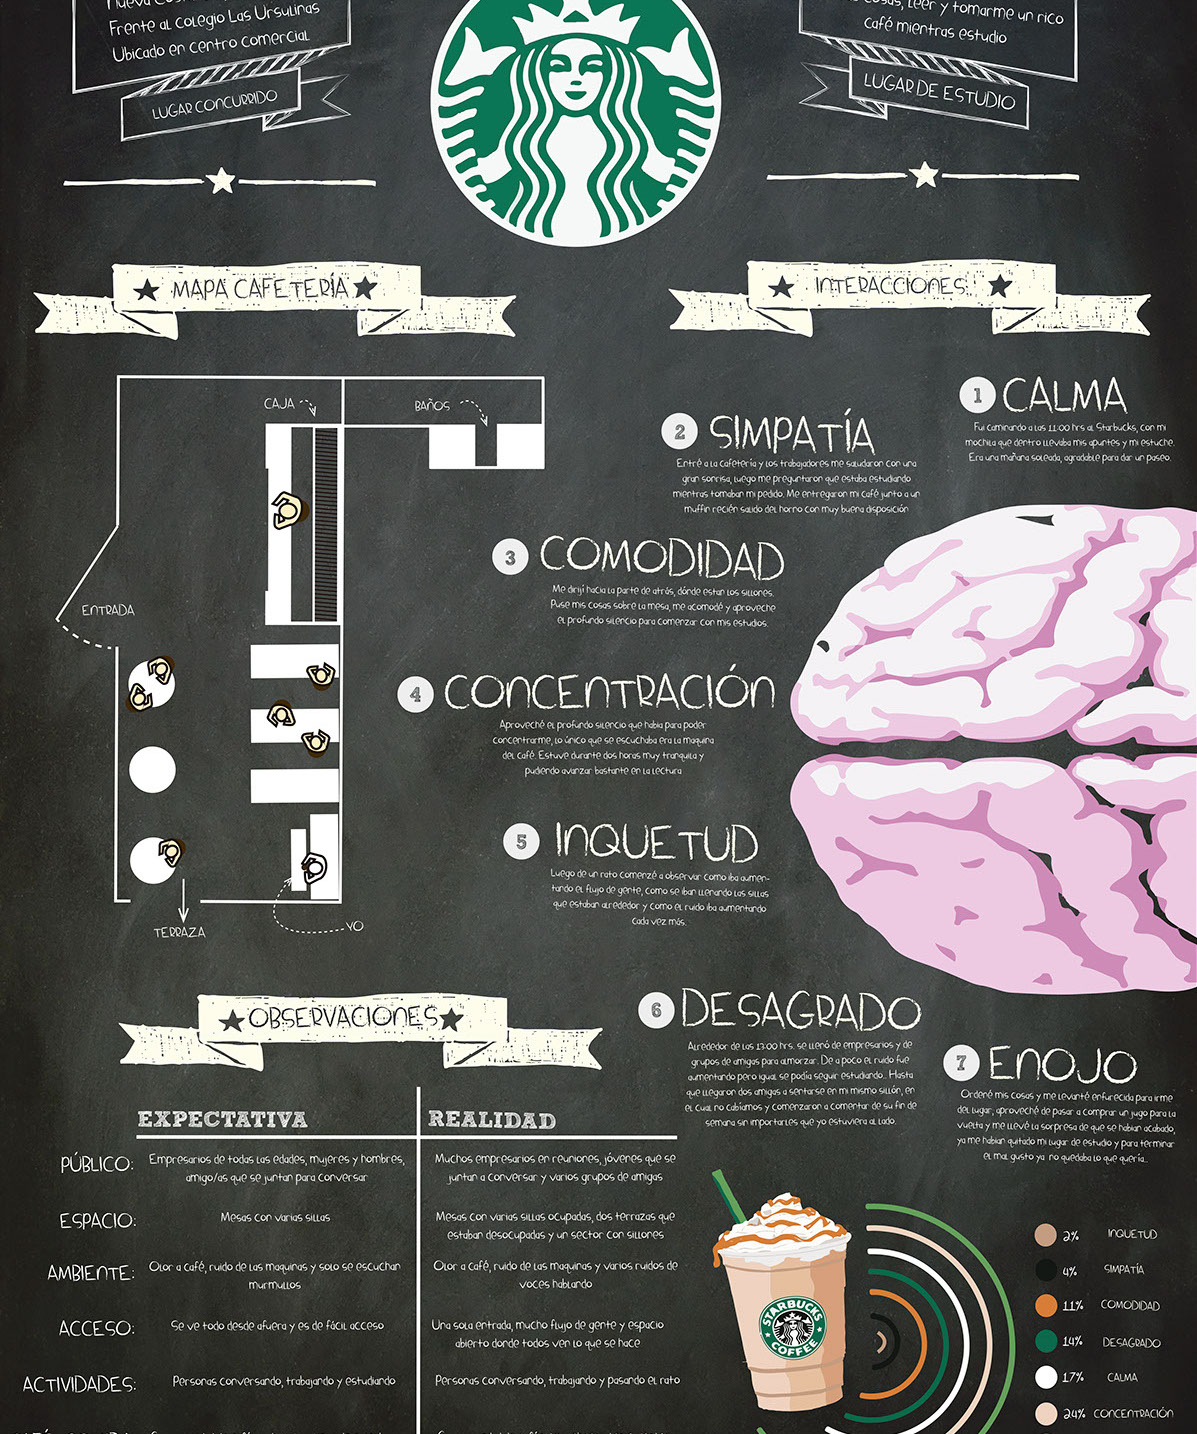 Frente al colegio Las Ursulinas
Ubicado en centro comercial
LUGAR CONCURRIDO
cosas, leer y tomarme un rico
café mientras estudio
LUGAR DE ESTUDIO
MAPA CAFETERÍA
INTERACCIONES
CAJA
BAÑOS
ENTRADA
TERRAZA
YO
1 CALMA
Fui caminando a las 11:00 hrs al Starbucks, con mi
mochila que dentro llevaba mis apuntes y mi estuche.
Era una mañana soleada, agradable para dar un paseo.
2 SIMPATÍA
Entré a la cafetería y los trabajadores me saludaron con una
gran sonrisa, luego me preguntaron que estaba estudiando
mientras tomaban mi pedido. Me entregaron mi café junto a un
muffin recién salido del horno con muy buena disposición
3 COMODIDAD
Me dirijí hacia la parte de atrás, dónde estan los sillones.
Puse mis cosas sobre la mesa, me acomodé y aproveche
el profundo silencio para comenzar con mis estudios.
4 CONCENTRACIÓN
Aproveché el profundo silencio que habia para poder
concentrarme, lo único que se escuchaba era la maquina
del café. Estuve durante dos horas muy tranquila y
pudiendo avanzar bastante en la lectura
5 INQUETUD
Luego de un rato comenzé a observar como iba aumen-
tando el flujo de gente, como se iban llenando las sillas
que estaban alrededor y como el ruido iba aumentando
cada vez más.
6 DESAGRADO
Alrededor de las 13:00 hrs. se llenó de empresarios y de
grupos de amigos para almorzar. De a poco el ruido fue
aumentando pero igual se podía seguir estudiando.. Hasta
que llegaron dos amigas a sentarse en mi mismo sillón, en
el cual no cabíamos y comenzaron a comentar de su fin de
semana sin importarles que yo estuviera al lado.
7 ENOJO
Ordené mis cosas y me levanté enfurecida para irme
del lugar, aproveché de pasar a comprar un jugo para la
vuelta y me llevé la sorpresa de que se habían acabado,
ya me habian quitado mi lugar de estudio y para terminar
el mal gusto ya no quedaba lo que quería..
OBSERVACIONES
EXPECTATIVA REALIDAD
PÚBLICO:
Empresarios de todas las edades, mujeres y hombres,
amigo/as que se juntan para conversar
Muchos empresarios en reuniones, jóvenes que se
juntan a conversar y varios grupos de amigas
ESPACIO:
Mesas con varias sillas
Mesas con varias sillas ocupadas, dos terrazas que
estaban desocupadas y un sector con sillones
AMBIENTE:
Olor a café, ruido de las maquinas y solo se escuchan
murmullos
Olor a café, ruido de las maquinas y varios ruidos de
voces hablando
ACCESO:
Se ve todo desde afuera y es de fácil acceso
Una sola entrada, mucho flujo de gente y espacio
abierto donde todos ven lo que se hace
ACTIVIDADES:
Personas conversando, trabajando y estudiando
Personas conversando, trabajando y pasando el rato
STARBUCKS
COFFEE
2% INQUETUD
4% SIMPATÍA
11% COMODIDAD
14% DESAGRADO
17% CALMA
24% CONCENTRACIÓN